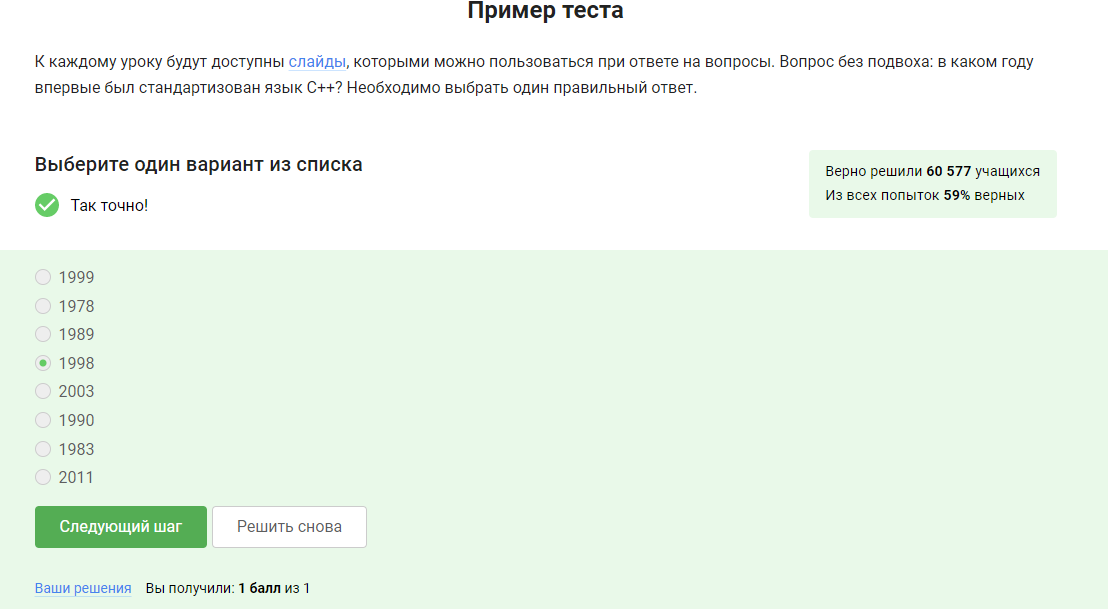 Пример теста
К каждому уроку будут доступны слайды, которыми можно пользоваться при ответе на вопросы. Вопрос без подвоха: в каком году
впервые был стандартизован язык C++? Необходимо выбрать один правильный ответ.
Выберите один вариант из списка
Так точно!
Верно решили 60 577 учащихся
Из всех попыток 59% верных
1999
1978
1989
1998
2003
1990
1983
2011
Следующий шаг
Решить снова
Ваши решения Вы получили: 1 балл из 1